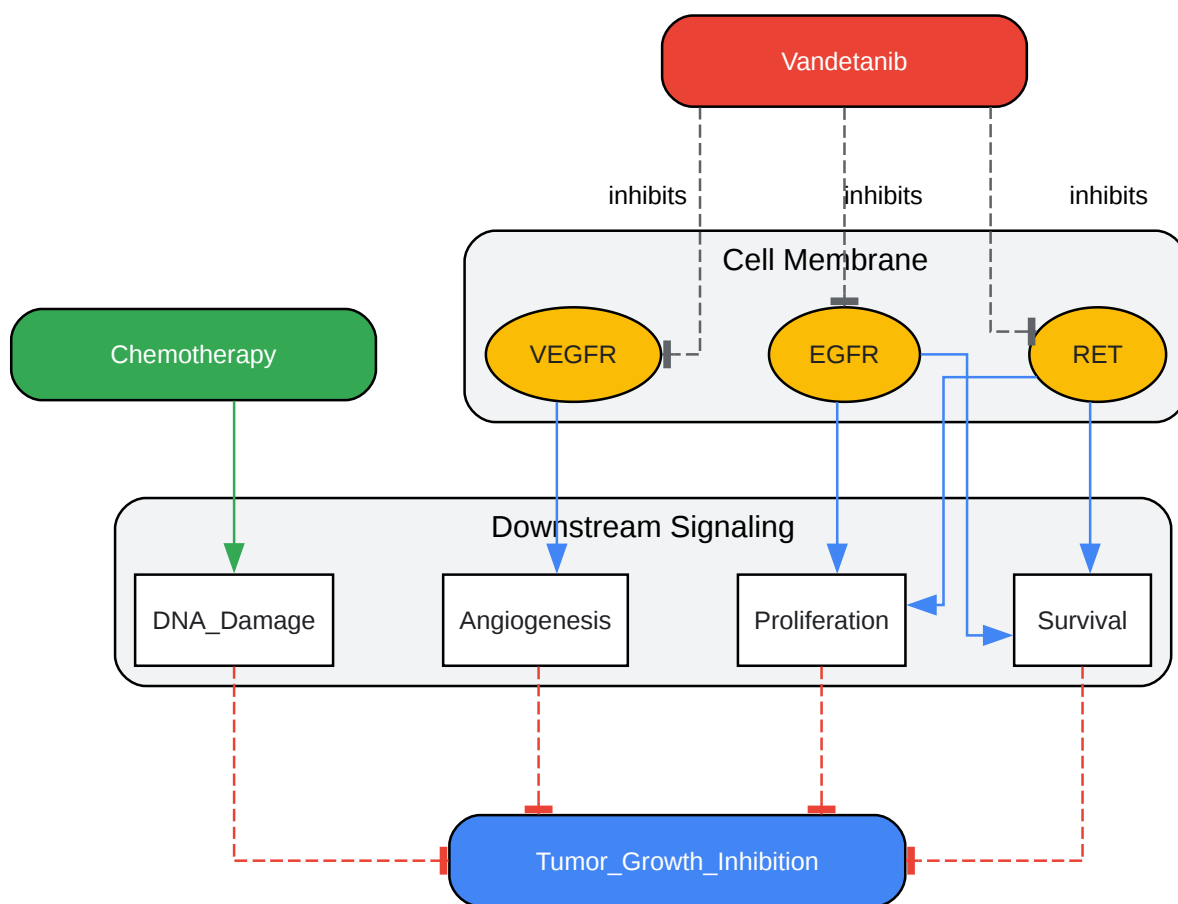 Vandetanib
inhibits inhibits inhibits
Cell Membrane
Chemotherapy
VEGFR EGFR RET
Downstream Signaling
DNA_Damage Angiogenesis Proliferation Survival
Tumor_Growth_Inhibition